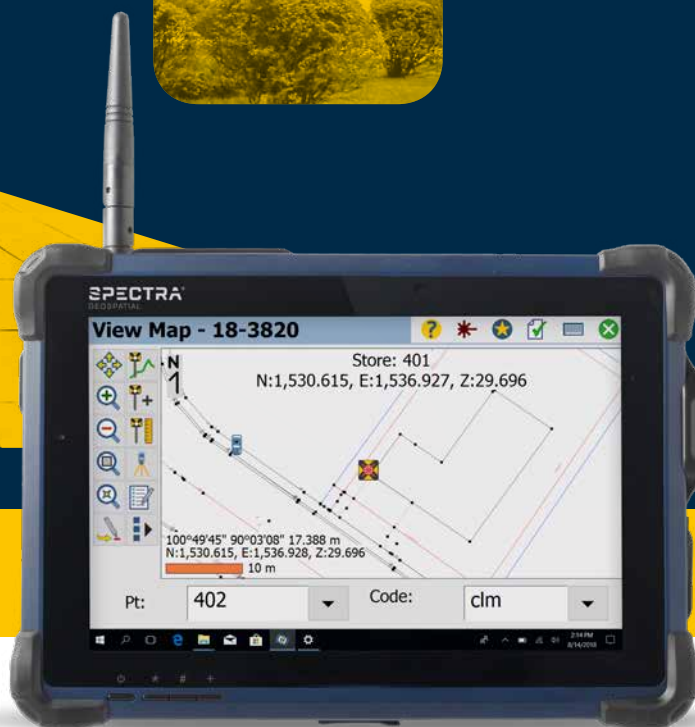 SPECTRA
GEOSPATIAL
View Map - 18-3820
N
Store: 401
N:1,530.615, E:1,536.927, Z:29.696
100°49'45" 90°03'08" 17.388 m
N:1,530.615, E:1,536.928, Z:29.696
10 m
Pt: 402 Code: clm
2:14 PM
8/14/2018